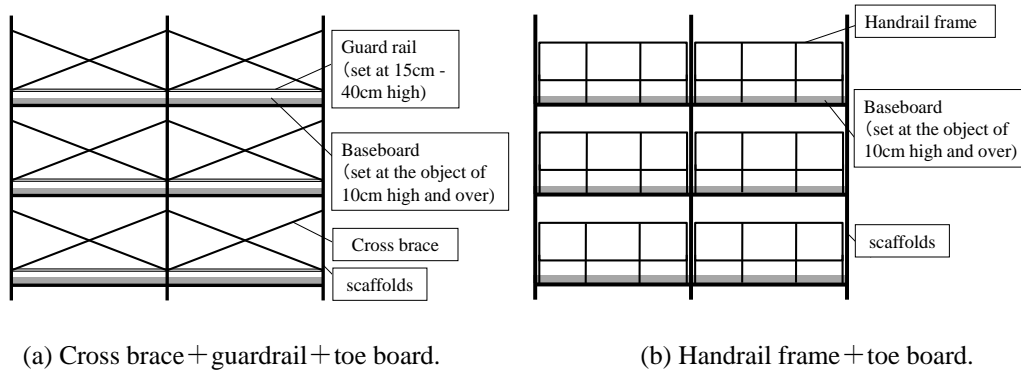 Guard rail
（set at 15cm -
40cm high)
Baseboard
（set at the object of
10cm high and over)
Cross brace
scaffolds
(a) Cross brace＋guardrail＋toe board.
Handrail frame
Baseboard
（set at the object of
10cm high and over)
scaffolds
(b) Handrail frame＋toe board.